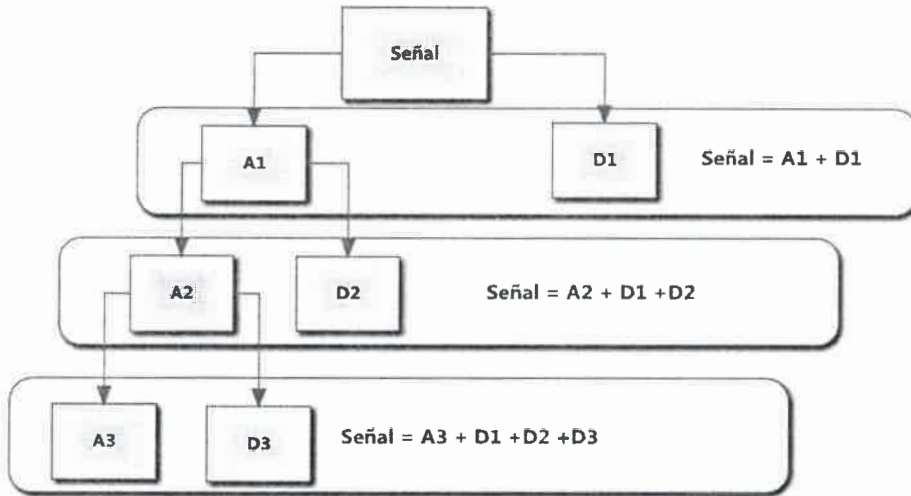 Señal
A1
D1
Señal = A1 + D1
A2
D2
Señal = A2 + D1 +D2
A3
D3
Señal = A3 + D1 +D2 +D3